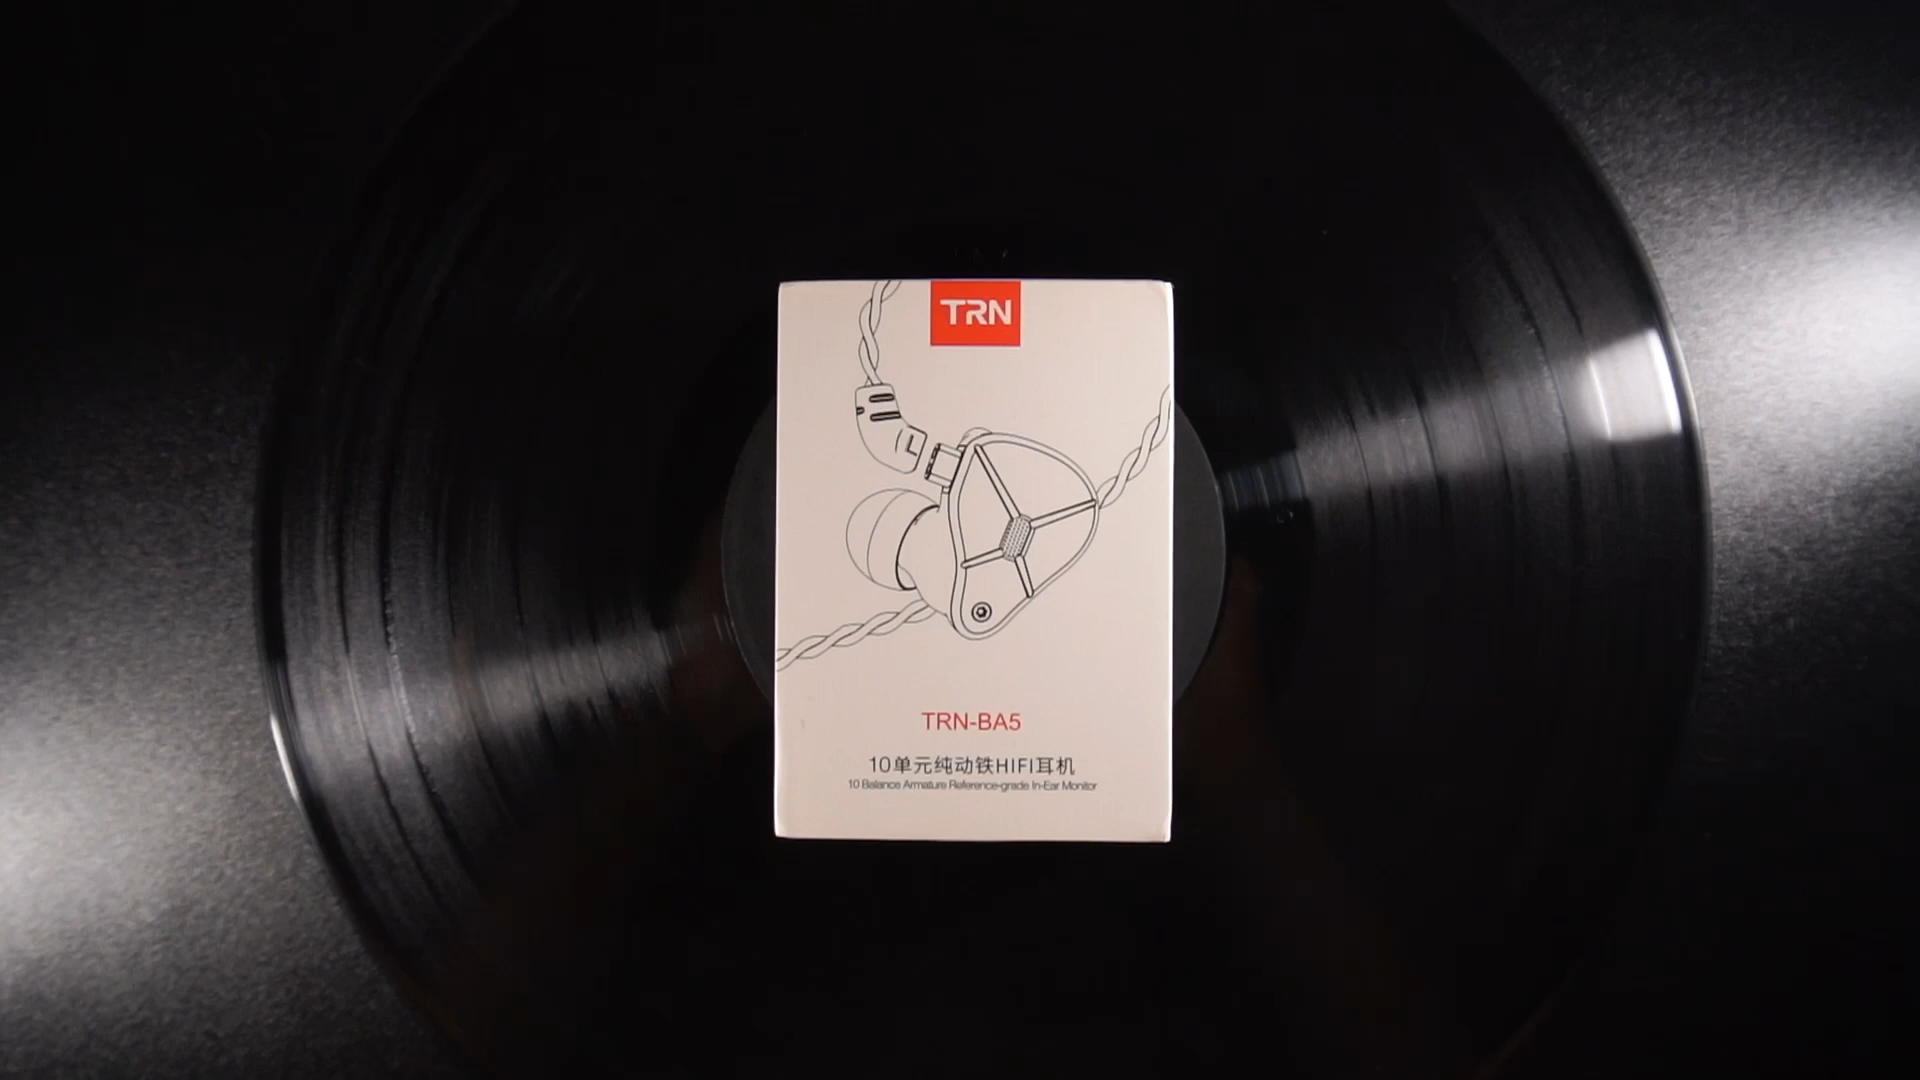 TRN
TRN-BA5
10单元纯动铁HIFI耳机
10 Balance Armature Reference-grade In-Ear Monitor